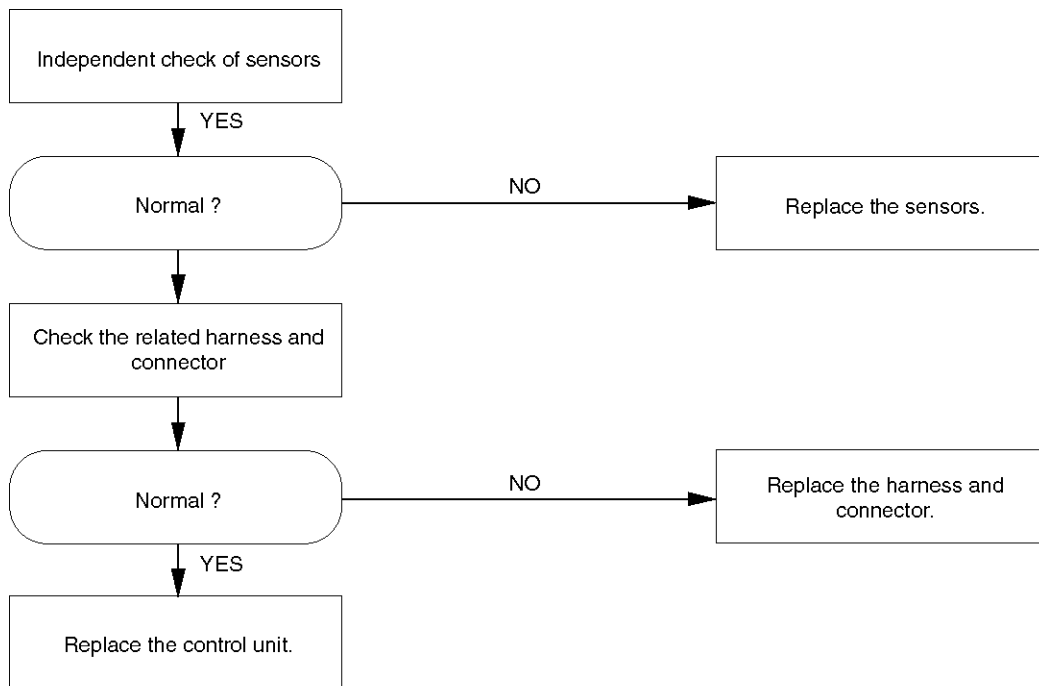 Independent check of sensors
YES
Normal ?
NO
Replace the sensors.
Check the related harness and
connector
Normal ?
NO
Replace the harness and
connector.
YES
Replace the control unit.